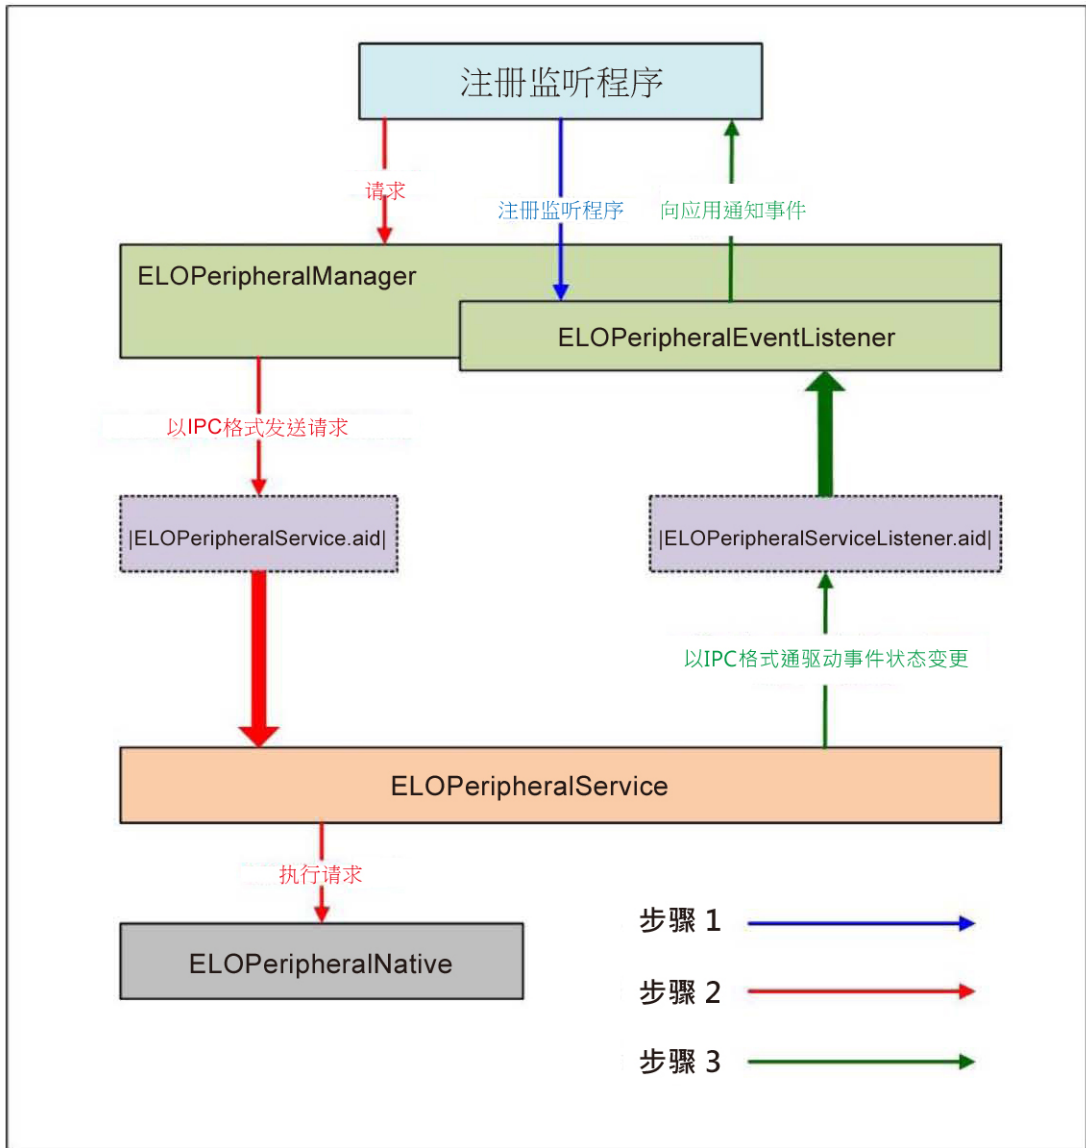 注册监听程序
请求
注册监听程序
向应用通知事件
ELOPeripheralManager
ELOPeripheralEventListener
以IPC格式发送请求
|ELOPeripheralService.aid|
|ELOPeripheralServiceListener.aid|
以IPC格式通驱动事件状态变更
ELOPeripheralService
执行请求
ELOPeripheralNative
步骤 1
步骤 2
步骤 3